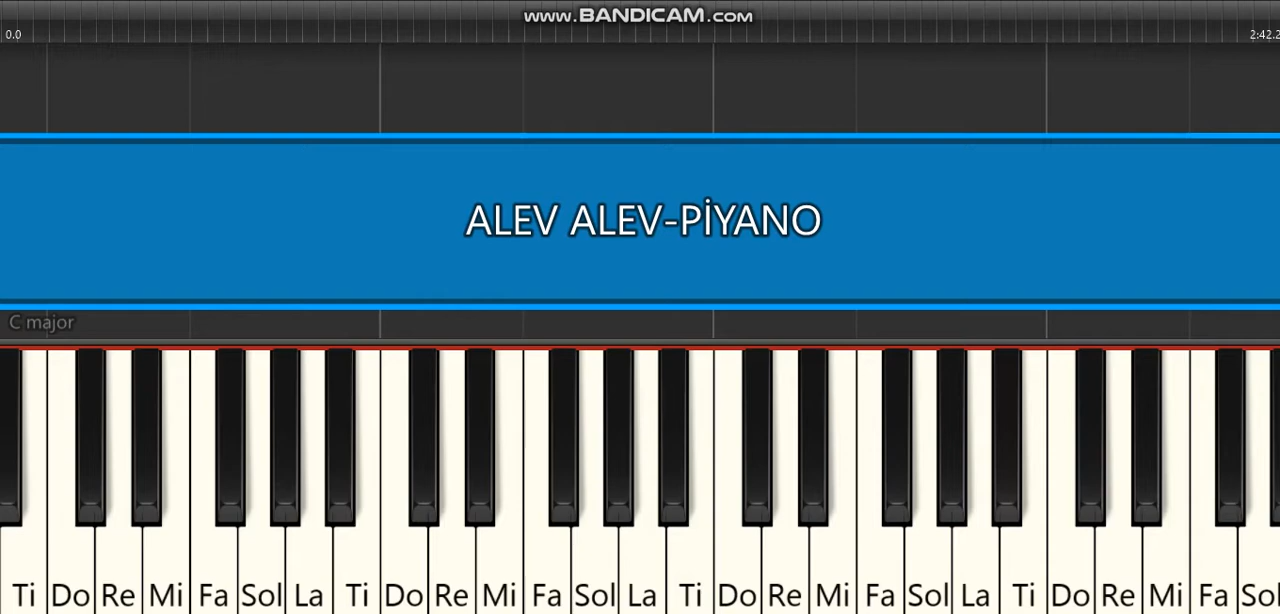 www.BANDICAM.com
0.0
2:42.2
ALEV ALEV-PİYANO
C major
Ti Do Re Mi Fa Sol La Ti Do Re Mi Fa Sol La Ti Do Re Mi Fa Sol La Ti Do Re Mi Fa So